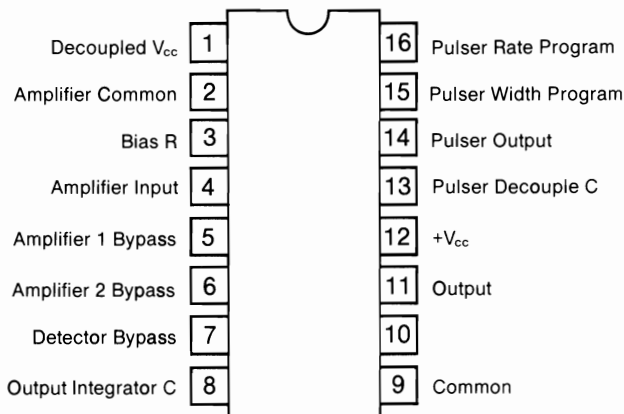 Decoupled Vcc 1 16 Pulser Rate Program
Amplifier Common 2 15 Pulser Width Program
Bias R 3 14 Pulser Output
Amplifier Input 4 13 Pulser Decouple C
Amplifier 1 Bypass 5 12 +Vcc
Amplifier 2 Bypass 6 11 Output
Detector Bypass 7 10
Output Integrator C 8 9 Common